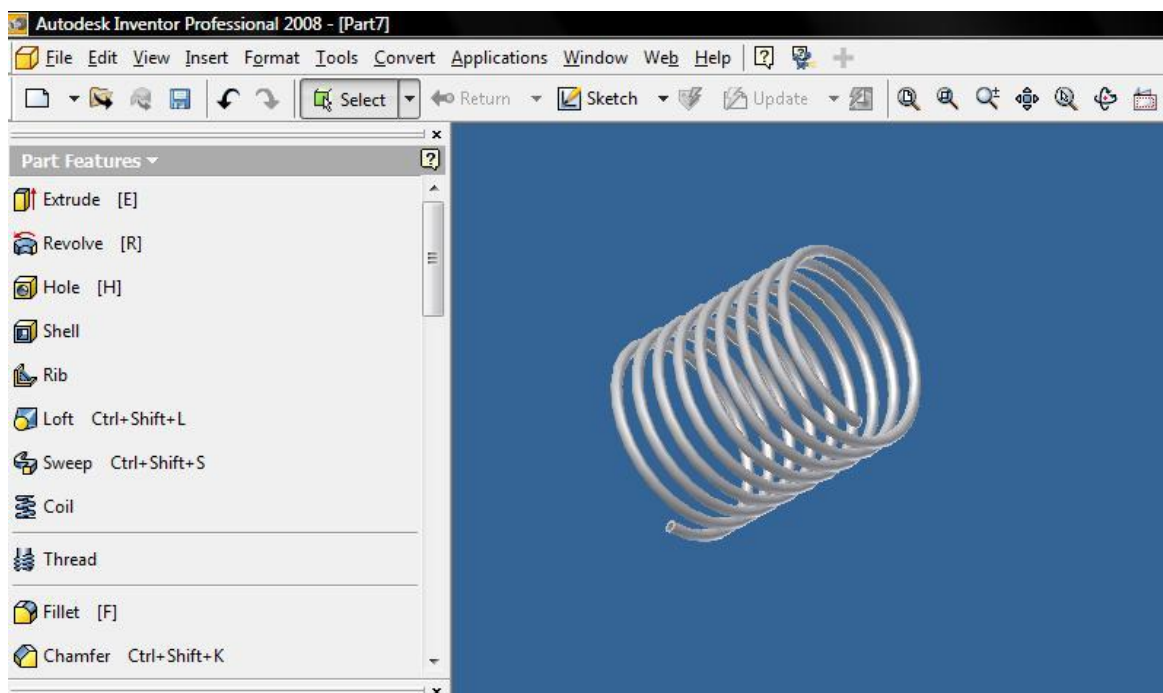 Autodesk Inventor Professional 2008 - [Part7]
File Edit View Insert Format Tools Convert Applications Window Web Help
Select Return Sketch Update
Part Features
Extrude [E]
Revolve [R]
Hole [H]
Shell
Rib
Loft Ctrl+Shift+L
Sweep Ctrl+Shift+S
Coil
Thread
Fillet [F]
Chamfer Ctrl+Shift+K